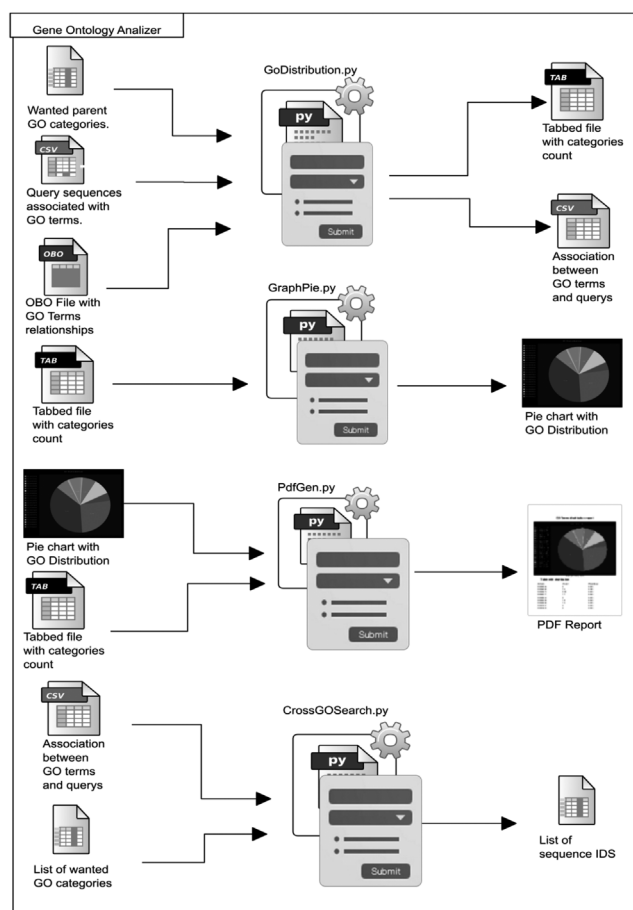 Gene Ontology Analizer
GoDistribution.py
Wanted parent
GO categories.
py
TAB
Tabbed file
with categories
count
CSV
Query sequences
associated with
GO terms.
Submit
CSV
Association
between
GO terms
and querys
OBO
OBO File with
GO Terms
relationships
GraphPie.py
py
TAB
Tabbed file
with categories
count
Submit
Pie chart with
GO Distribution
PdfGen.py
py
Pie chart with
GO Distribution
TAB
Tabbed file
with categories
count
Submit
PDF Report
CSV
Association
between
GO terms
and querys
CrossGOSearch.py
py
List of wanted
GO categories
Submit
List of
sequence IDS